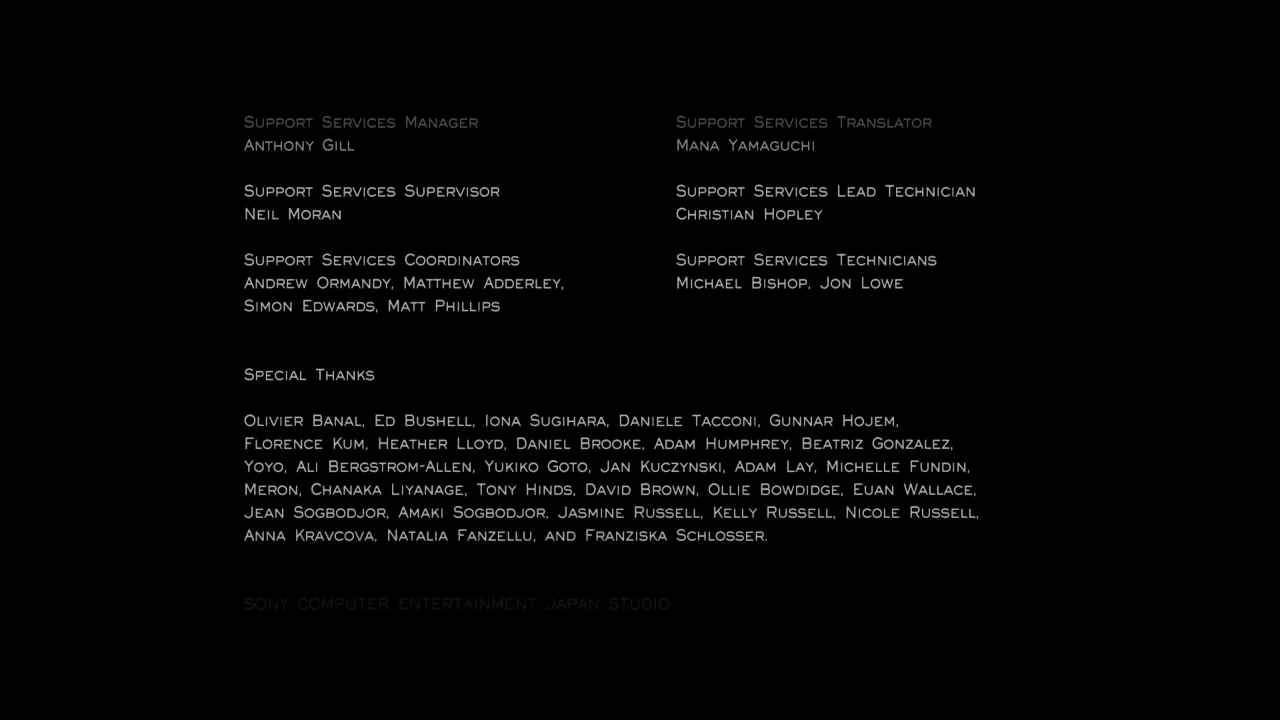 Support Services Manager
Anthony Gill
Support Services Supervisor
Neil Moran
Support Services Coordinators
Andrew Ormandy, Matthew Adderley,
Simon Edwards, Matt Phillips
Support Services Translator
Mana Yamaguchi
Support Services Lead Technician
Christian Hopley
Support Services Technicians
Michael Bishop, Jon Lowe
Special Thanks
Olivier Banal, Ed Bushell, Iona Sugihara, Daniele Tacconi, Gunnar Hojem,
Florence Kum, Heather Lloyd, Daniel Brooke, Adam Humphrey, Beatriz Gonzalez,
Yoyo, Ali Bergstrom-Allen, Yukiko Goto, Jan Kuczynski, Adam Lay, Michelle Fundin,
Meron, Chanaka Liyanage, Tony Hinds, David Brown, Ollie Bowdidge, Euan Wallace,
Jean Sogbodjor, Amaki Sogbodjor, Jasmine Russell, Kelly Russell, Nicole Russell,
Anna Kravcova, Natalia Fanzellu, and Franziska Schlosser.
SONY COMPUTER ENTERTAINMENT JAPAN STUDIO